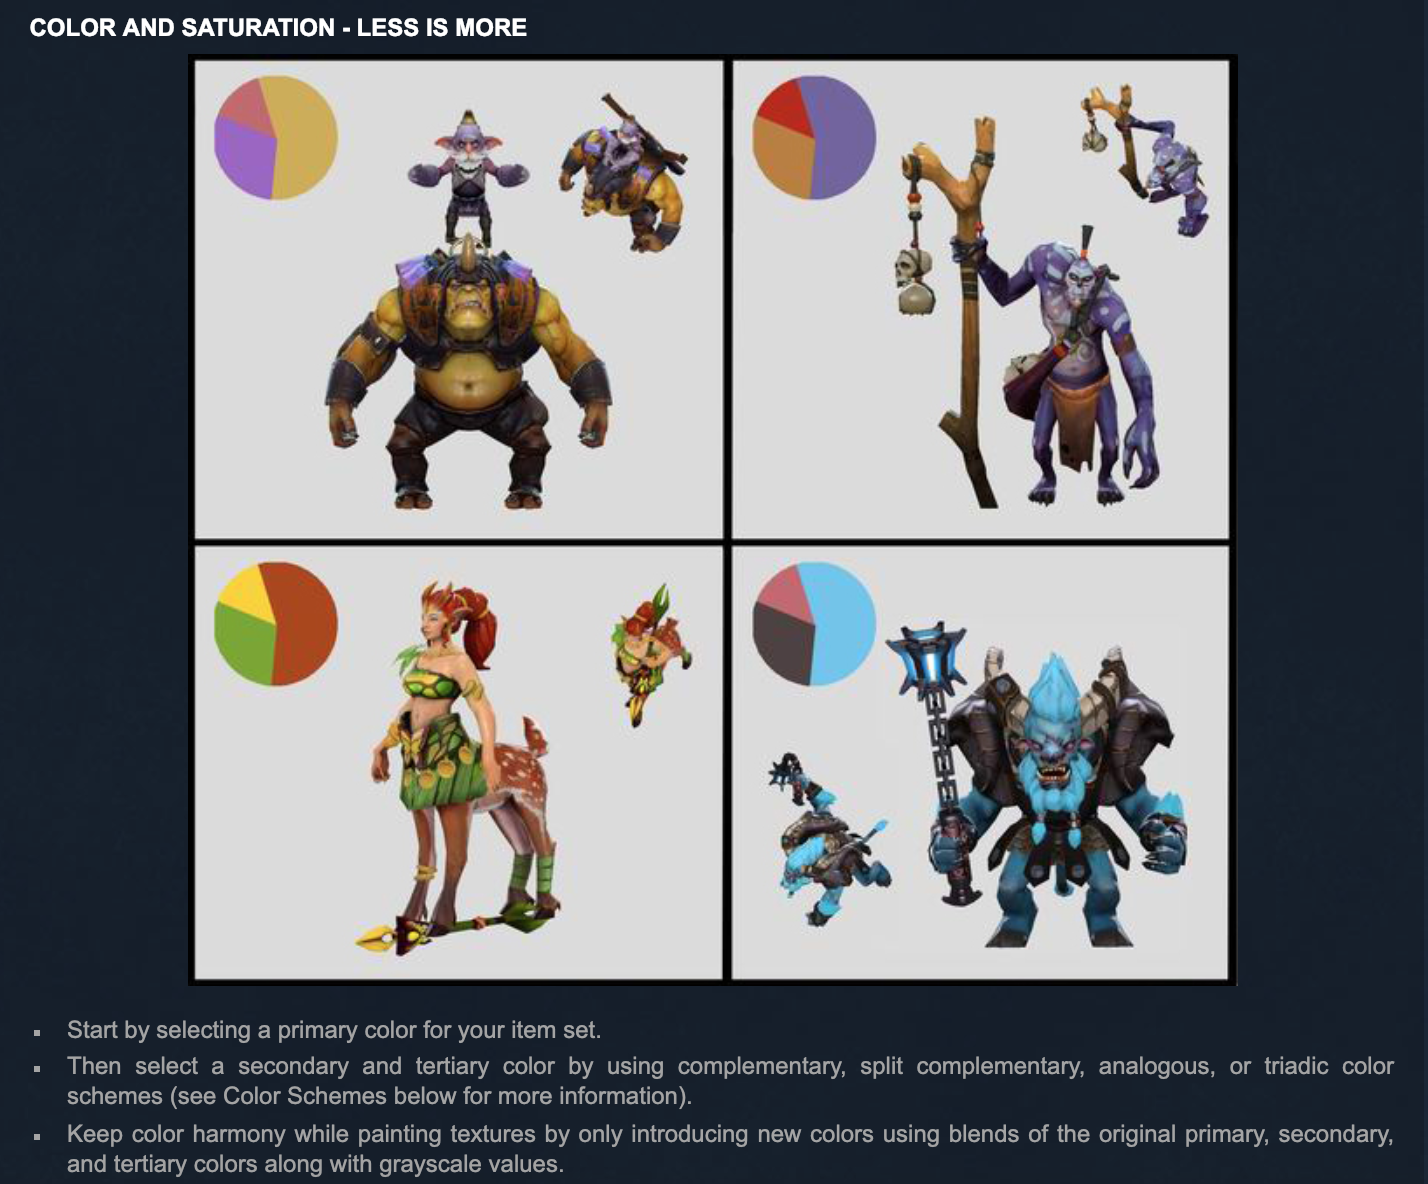 COLOR AND SATURATION - LESS IS MORE
▪ Start by selecting a primary color for your item set.
▪ Then select a secondary and tertiary color by using complementary, split complementary, analogous, or triadic color
schemes (see Color Schemes below for more information).
▪ Keep color harmony while painting textures by only introducing new colors using blends of the original primary, secondary,
and tertiary colors along with grayscale values.